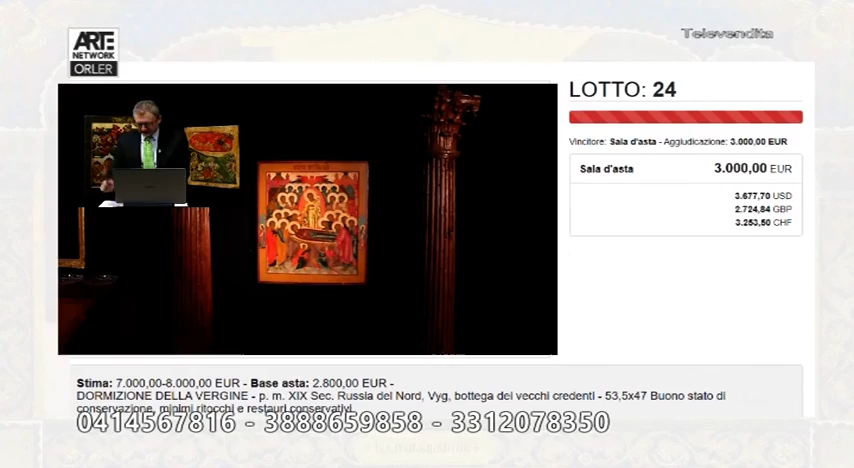 ARTE
NETWORK
ORLER
Televendita
LOTTO: 24
Vincitore: Sala d'asta - Aggiudicazione: 3.000,00 EUR
Sala d'asta 3.000,00 EUR
3.677,70 USD
2.724,84 GBP
3.253,50 CHF
Stima: 7.000,00-8.000,00 EUR - Base asta: 2.800,00 EUR -
DORMIZIONE DELLA VERGINE - p. m. XIX Sec. Russia del Nord, Vyg, bottega dei vecchi credenti - 53,5x47 Buono stato di
conservazione, minimi ritocchi e restauri conservativi.
0414567816 - 3888659858 - 3312078350